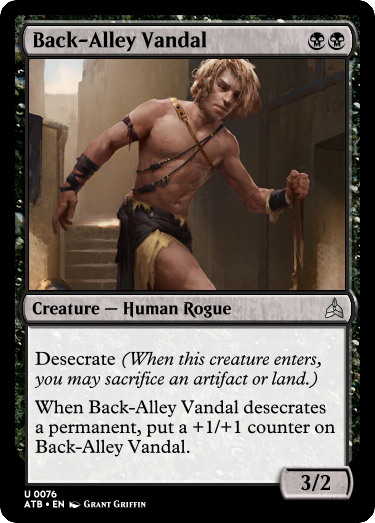 Back-Alley Vandal
Creature — Human Rogue
Desecrate (When this creature enters,
you may sacrifice an artifact or land.)
When Back-Alley Vandal desecrates
a permanent, put a +1/+1 counter on
Back-Alley Vandal.
3/2
U 0076
ATB • EN Grant Griffin